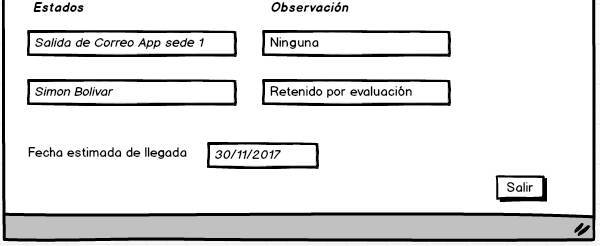 Estados Observación
Salida de Correo App sede 1 Ninguna
Simon Bolivar Retenido por evaluación
Fecha estimada de llegada 30/11/2017
Salir